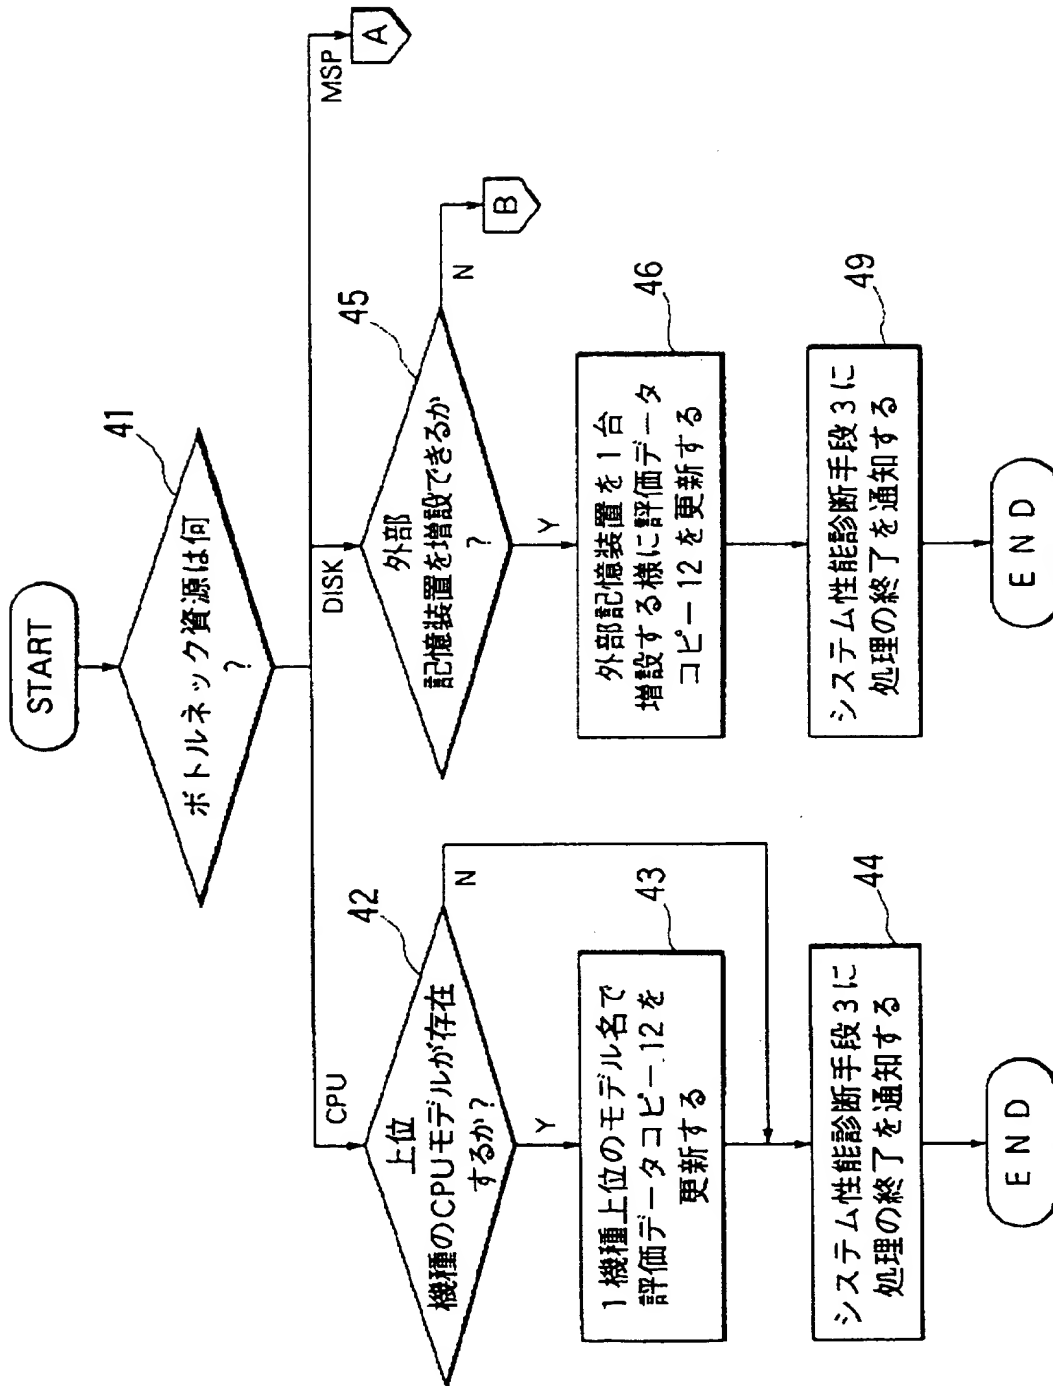 START
41
ボトルネック資源は何
?
CPU
DISK
MSP
A
42
上位
機種のCPUモデルが存在
するか?
N
Y
43
1機種上位のモデル名で
評価データコピー12を
更新する
44
システム性能診断手段3に
処理の終了を通知する
END
45
外部
記憶装置を増設できるか
?
N
B
Y
46
外部記憶装置を1台
増設する様に評価データ
コピー12を更新する
49
システム性能診断手段3に
処理の終了を通知する
END